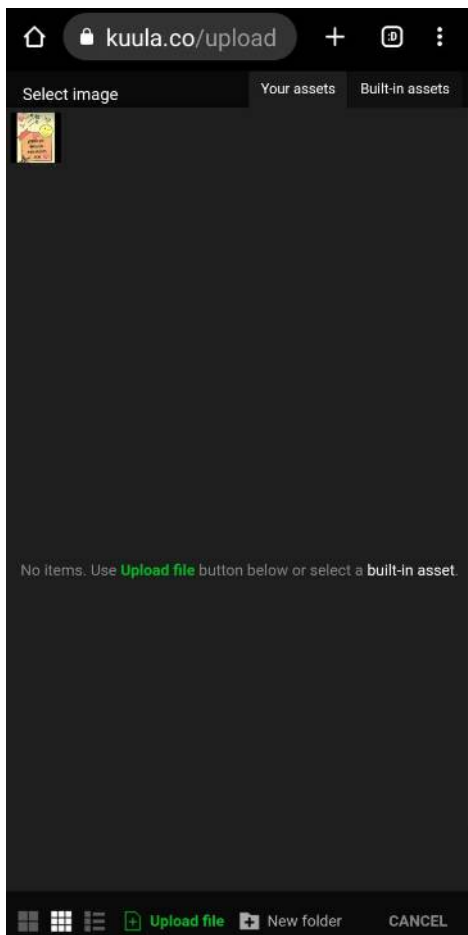 kuula.co/upload
:D
Select image
Your assets
Built-in assets
No items. Use Upload file button below or select a built-in asset.
Upload file
New folder
CANCEL